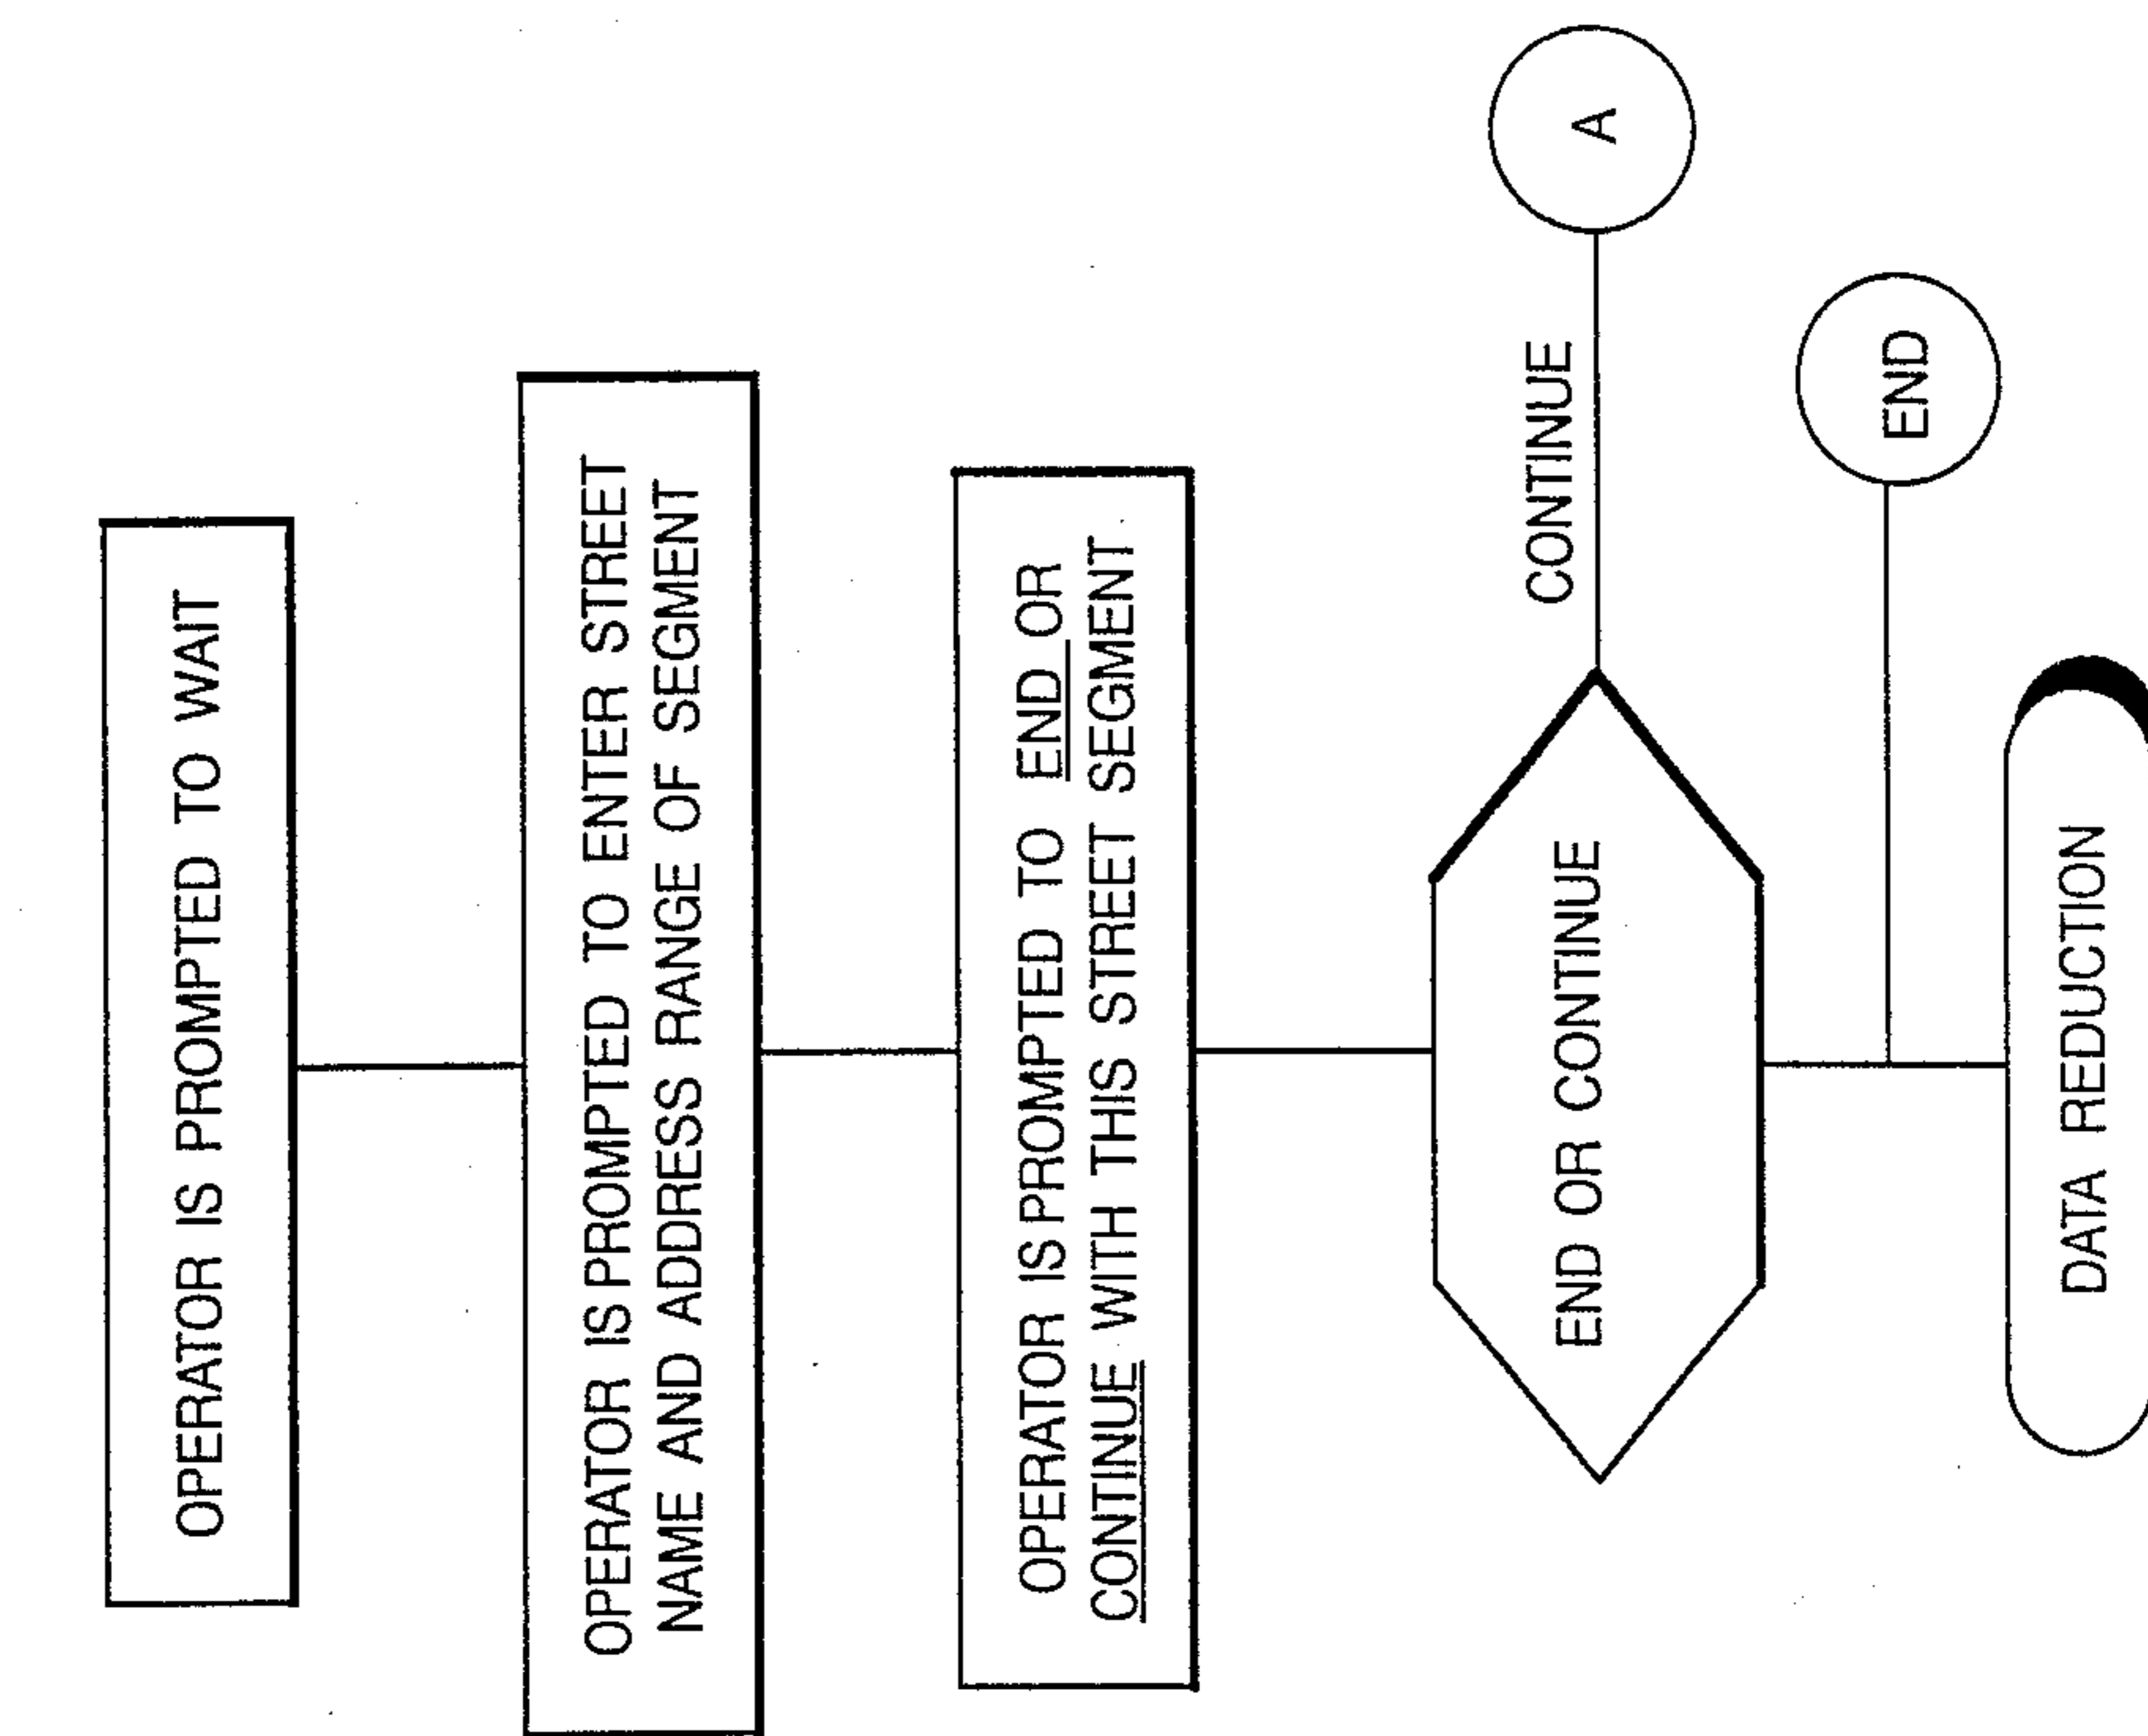 OPERATOR IS PROMPTED TO WAIT
OPERATOR IS PROMPTED TO ENTER STREET
NAME AND ADDRESS RANGE OF SEGMENT
OPERATOR IS PROMPTED TO END OR
CONTINUE WITH THIS STREET SEGMENT
END OR CONTINUE
CONTINUE
A
END
DATA REDUCTION